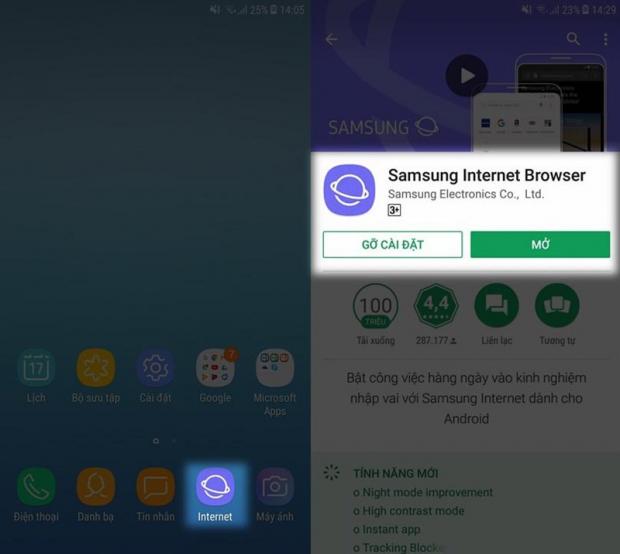 25% 14:05
7
17
Lịch
Bộ sưu tập
Cài đặt
Google
Microsoft
Apps
Điện thoại
Danh bạ
Tin nhắn
Internet
Máy ảnh
23% 14:29
SAMSUNG
Samsung Internet Browser
Samsung Electronics Co., Ltd.
3+
GỠ CÀI ĐẶT
MỞ
100
TRIỆU
4,4
Tải xuống
287.177
Liên lạc
Tương tự
Bật công việc hàng ngày vào kinh nghiệm
nhập vai với Samsung Internet dành cho
Android
TÍNH NĂNG MỚI
o Night mode improvement
o High contrast mode
o Instant app
o Tracking Blocke